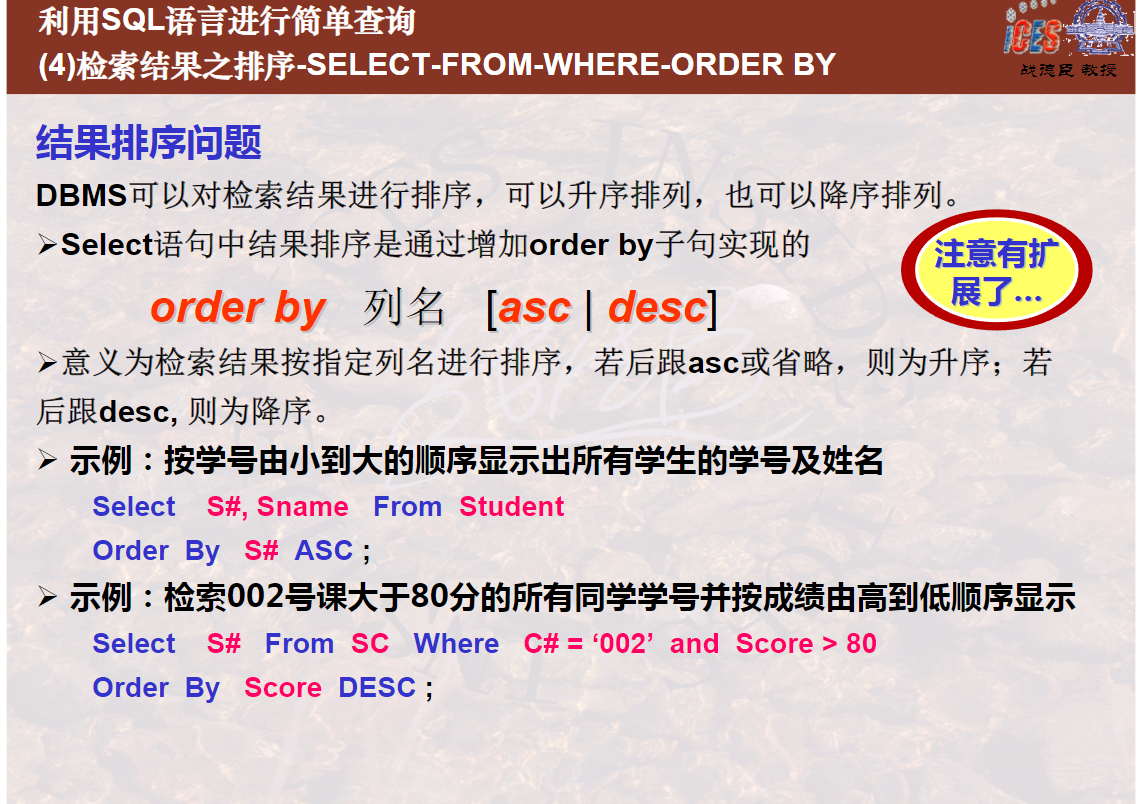 利用SQL语言进行简单查询
(4)检索结果之排序-SELECT-FROM-WHERE-ORDER BY
iCES
战德臣 教授
结果排序问题
DBMS可以对检索结果进行排序，可以升序排列，也可以降序排列。
➢Select语句中结果排序是通过增加order by子句实现的
注意有扩
展了...
order by 列名 [asc | desc]
➢意义为检索结果按指定列名进行排序，若后跟asc或省略，则为升序；若
后跟desc, 则为降序。
➢ 示例：按学号由小到大的顺序显示出所有学生的学号及姓名
Select S#, Sname From Student
Order By S# ASC ;
➢ 示例：检索002号课大于80分的所有同学学号并按成绩由高到低顺序显示
Select S# From SC Where C# = ‘002’ and Score > 80
Order By Score DESC ;